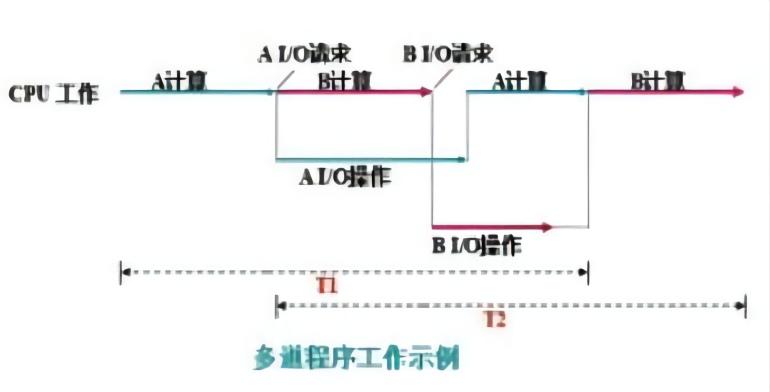 A I/O请求 B I/O请求
CPU 工作 A计算 B计算 A计算 B计算
A I/O操作
B I/O操作
T1
T2
多道程序工作示例